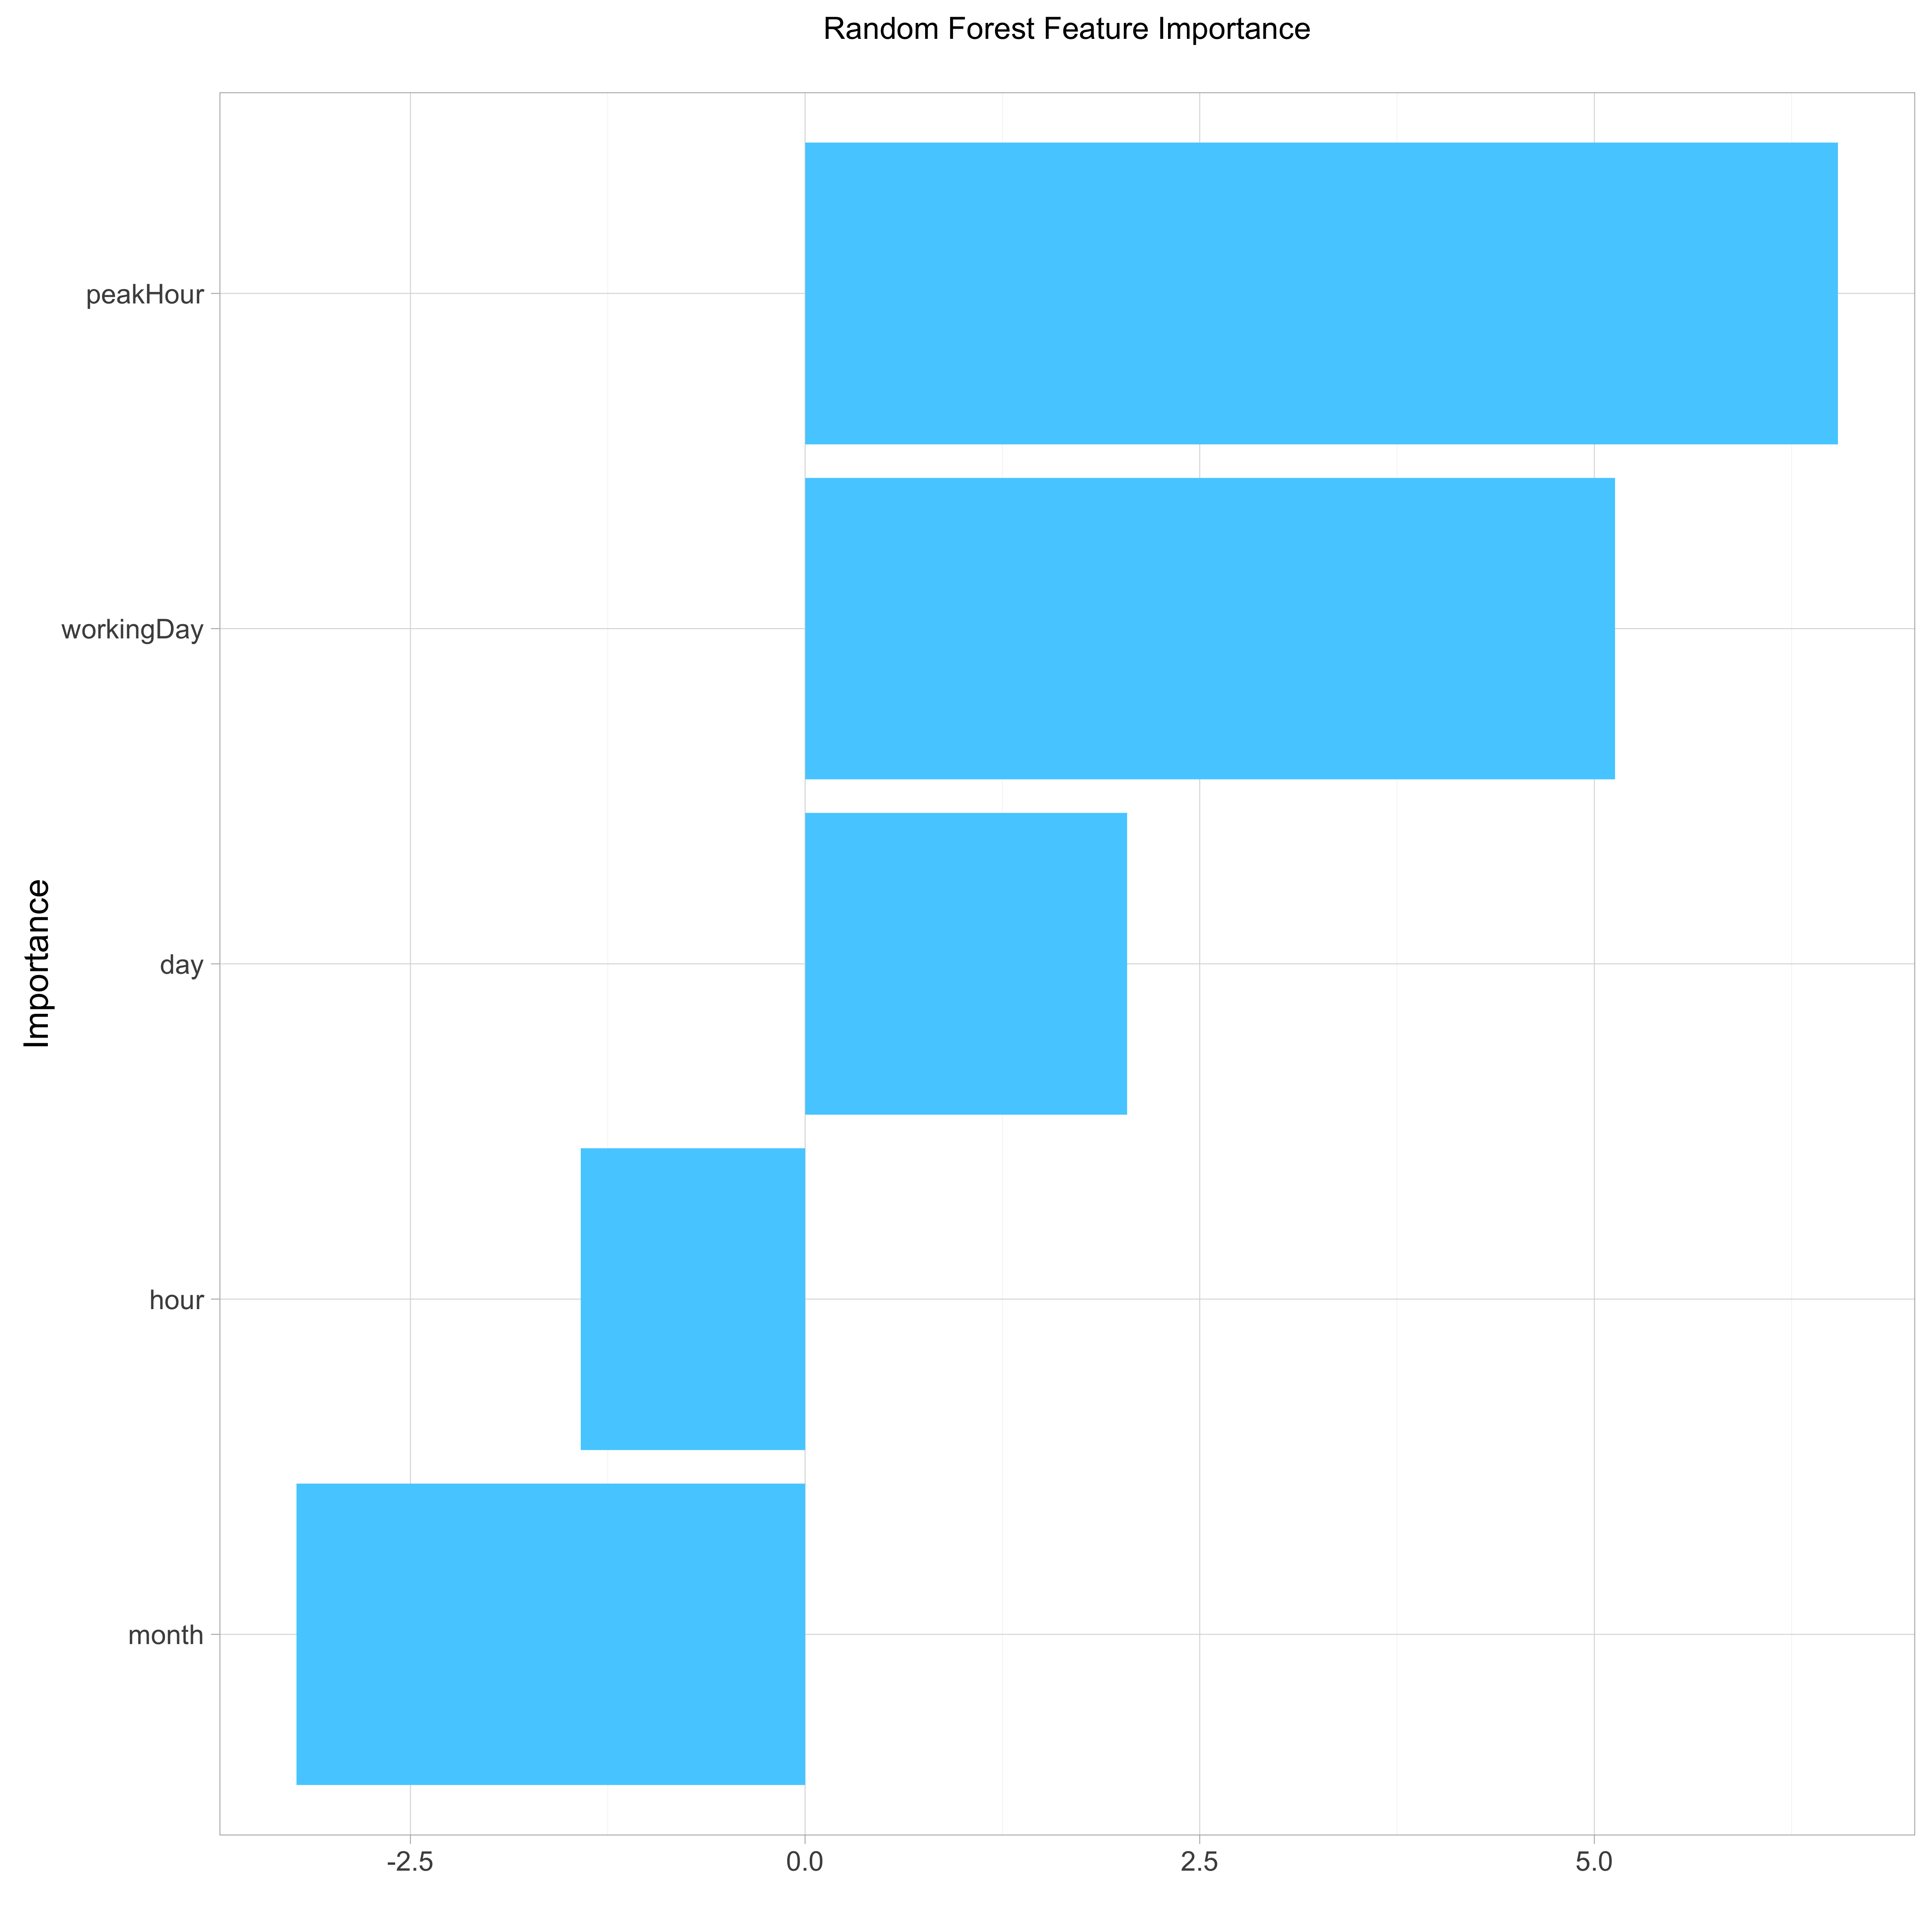 Random Forest Feature Importance
Importance
peakHour
workingDay
day
hour
month
-2.5 0.0 2.5 5.0